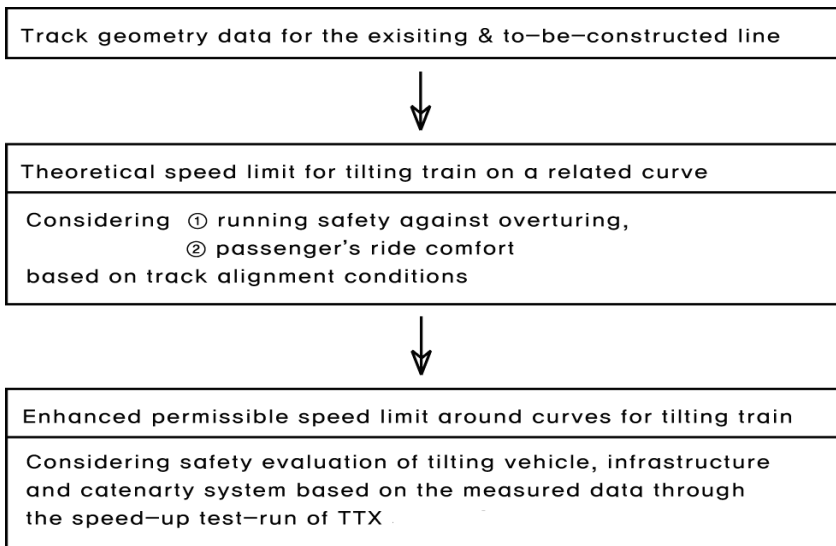 Track geometry data for the exisiting & to-be-constructed line
Theoretical speed limit for tilting train on a related curve
Considering ① running safety against overturing,
② passenger's ride comfort
based on track alignment conditions
Enhanced permissible speed limit around curves for tilting train
Considering safety evaluation of tilting vehicle, infrastructure
and catenarty system based on the measured data through
the speed-up test-run of TTX